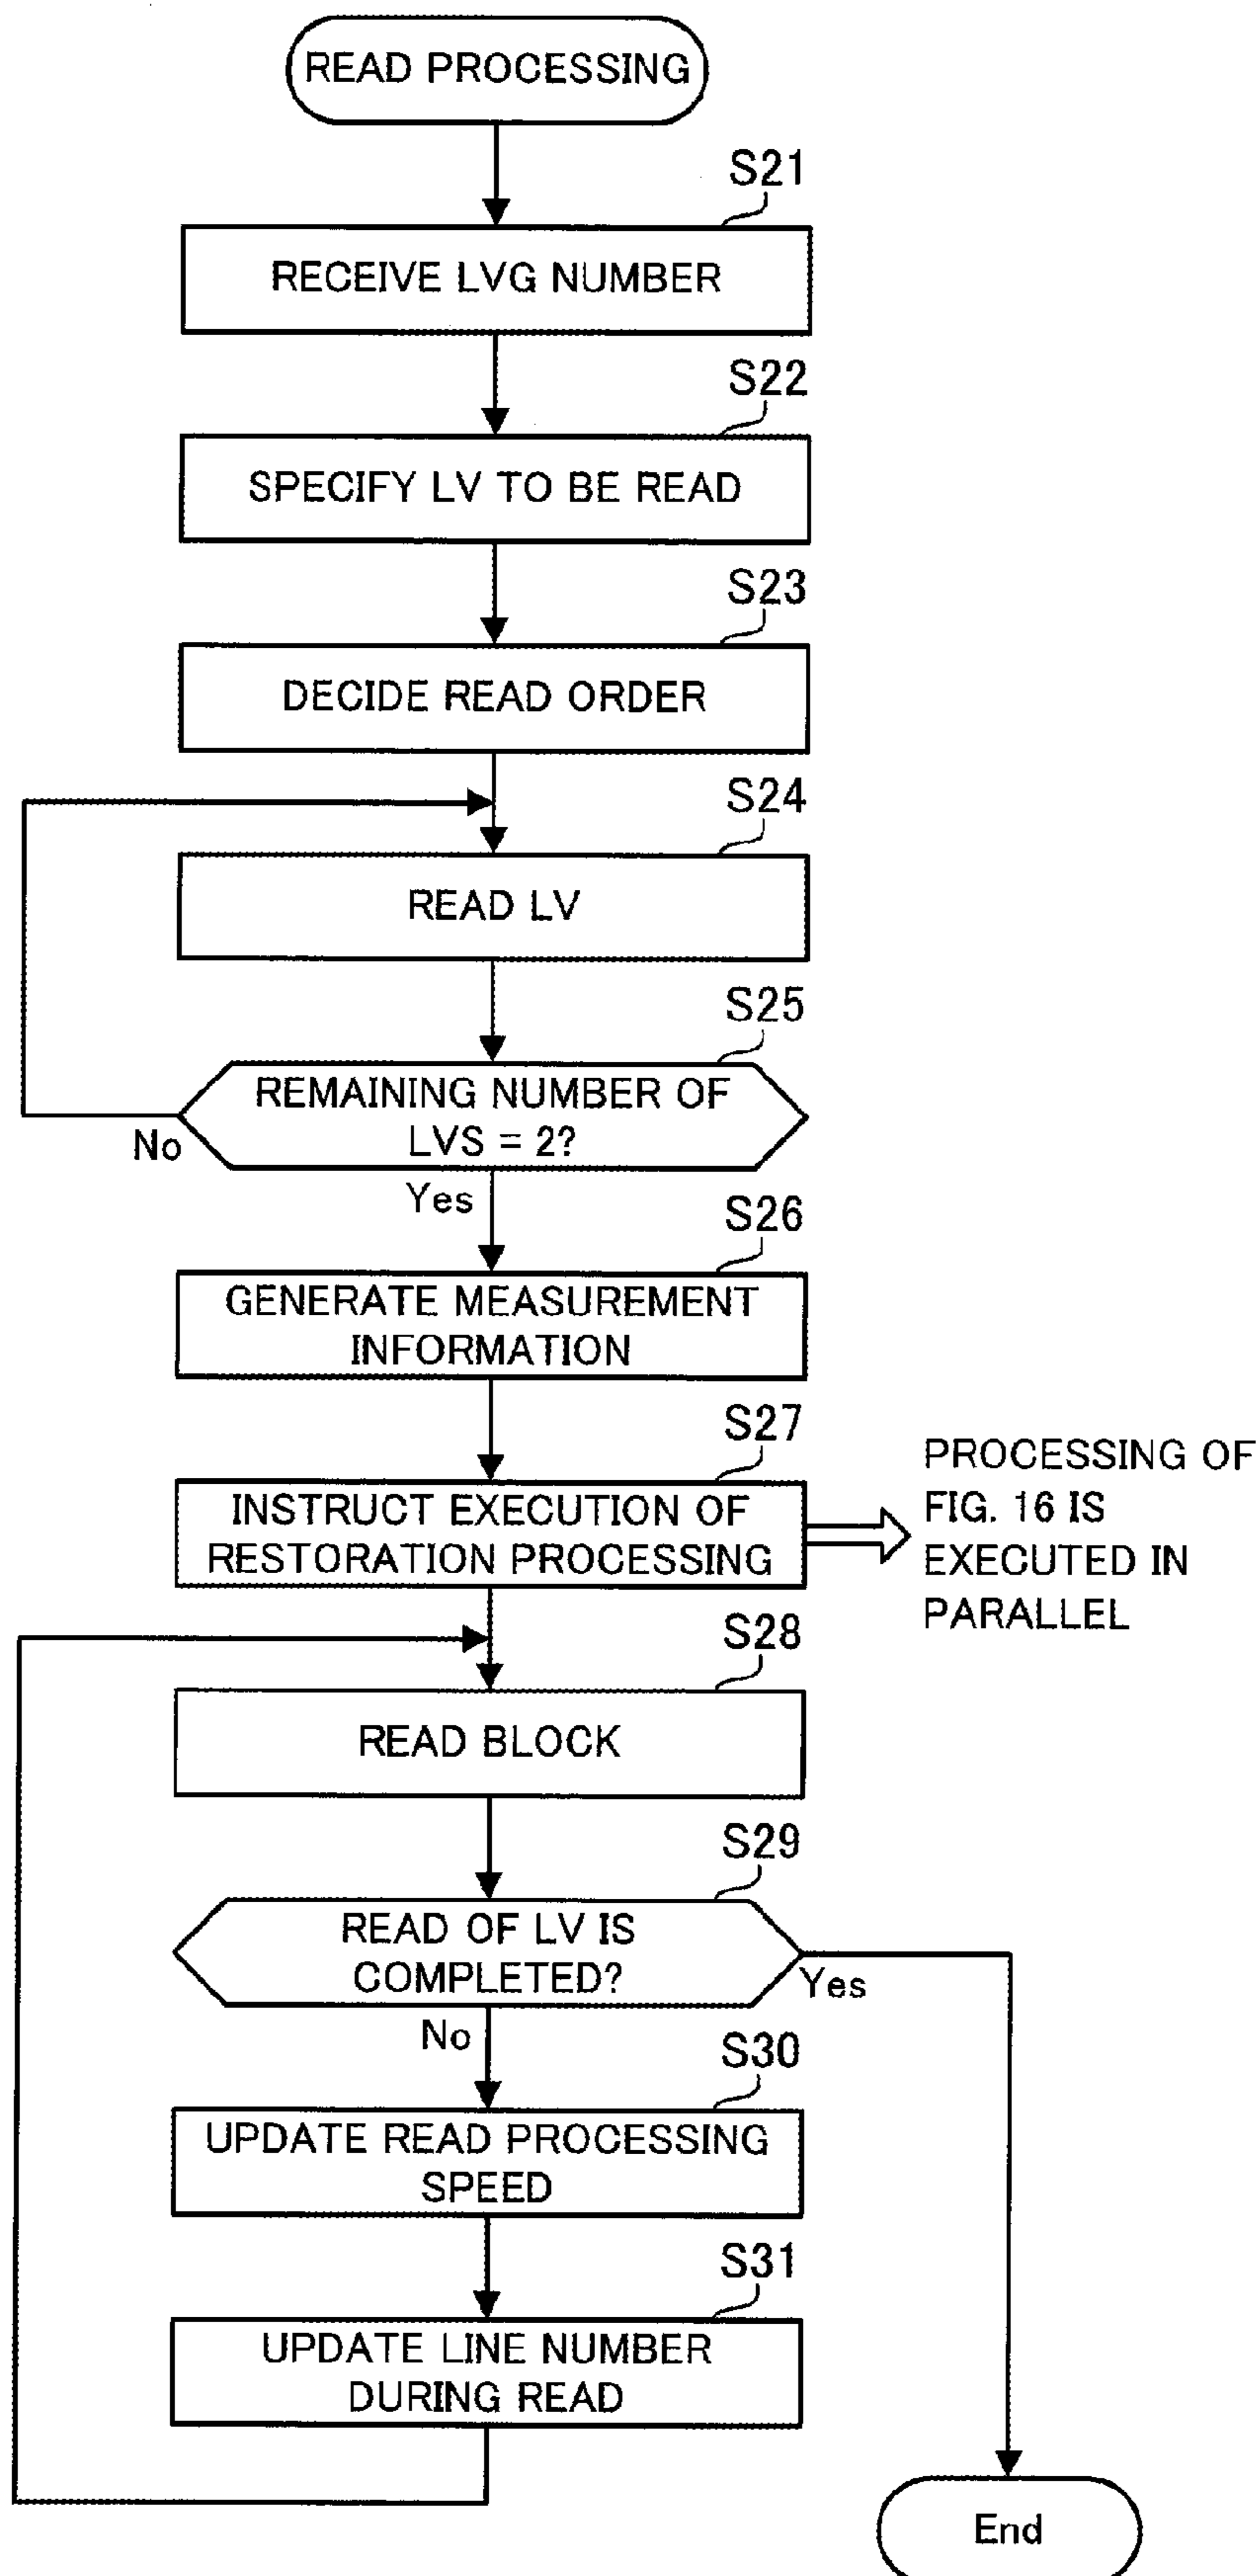 READ PROCESSING
S21
RECEIVE LVG NUMBER
S22
SPECIFY LV TO BE READ
S23
DECIDE READ ORDER
S24
READ LV
S25
REMAINING NUMBER OF
LVS = 2?
No
Yes
S26
GENERATE MEASUREMENT
INFORMATION
S27
INSTRUCT EXECUTION OF
RESTORATION PROCESSING
PROCESSING OF
FIG. 16 IS
EXECUTED IN
PARALLEL
S28
READ BLOCK
S29
READ OF LV IS
COMPLETED?
Yes
No
S30
UPDATE READ PROCESSING
SPEED
S31
UPDATE LINE NUMBER
DURING READ
End